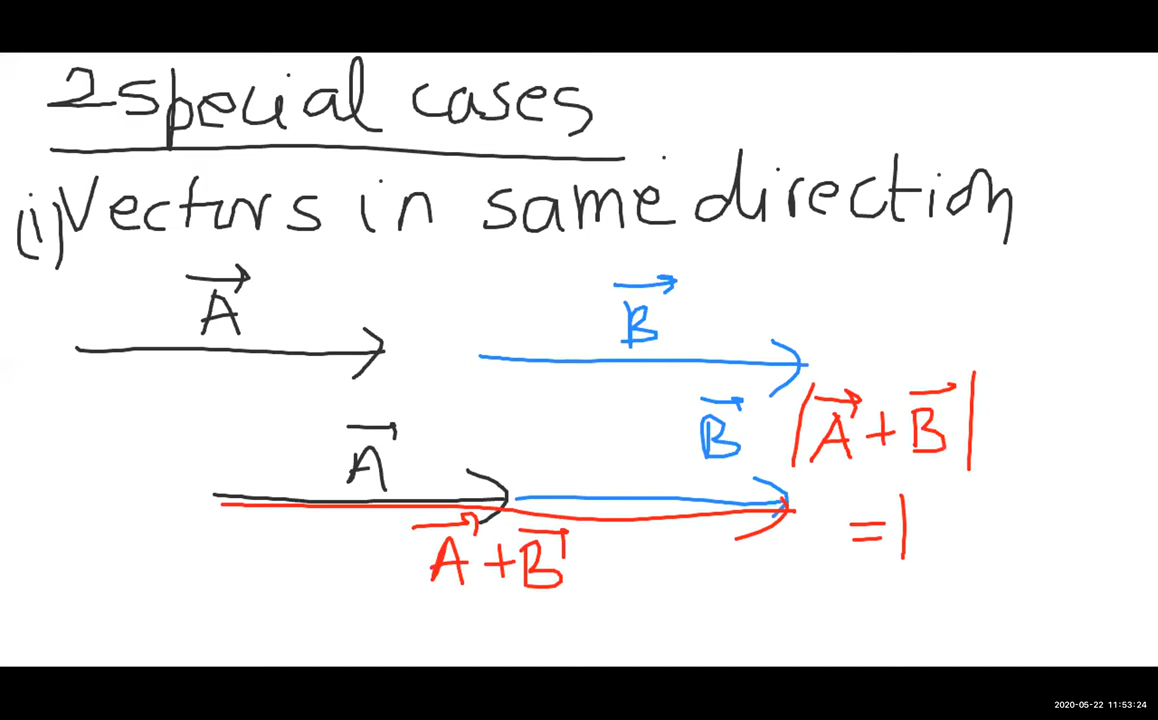 2 special cases
(i) Vectors in same direction
A⃗
B⃗
B⃗
|A⃗ + B⃗|
A⃗
= |
A⃗ + B⃗
2020-05-22 11:53:24